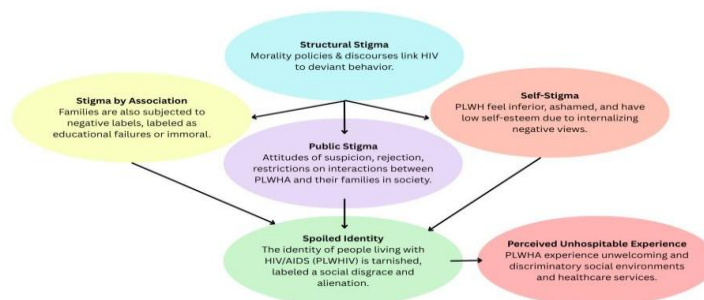 Structural Stigma
Morality policies & discourses link HIV
to deviant behavior.
Stigma by Association
Families are also subjected to
negative labels, labeled as
educational failures or immoral.
Self-Stigma
PLWH feel inferior, ashamed, and have
low self-esteem due to internalizing
negative views.
Public Stigma
Attitudes of suspicion, rejection,
restrictions on interactions between
PLWHA and their families in society.
Spoiled Identity
The identity of people living with
HIV/AIDS (PLWHIV) is tarnished,
labeled a social disgrace and
alienation.
Perceived Unhospitable Experience
PLWHA experience unwelcoming and
discriminatory social environments
and healthcare services.